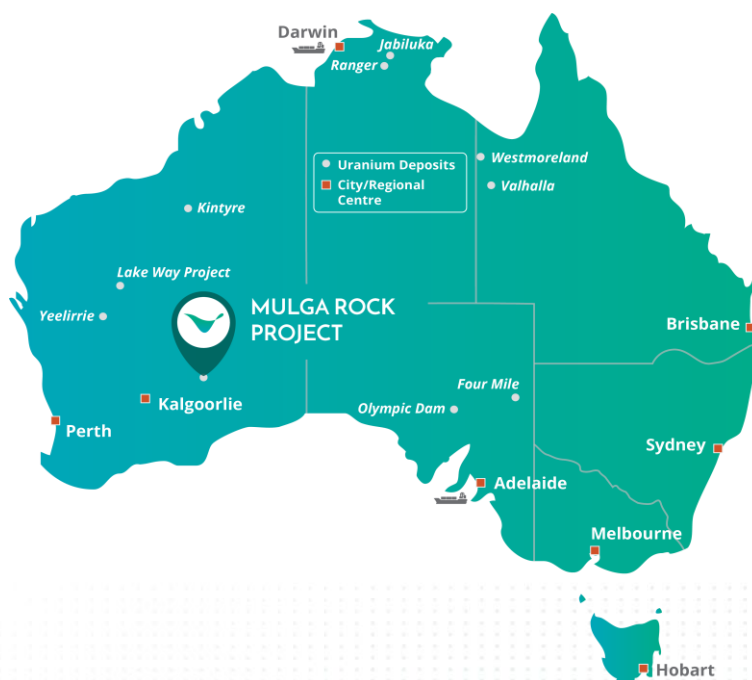 Darwin
Jabiluka
Ranger
Uranium Deposits
City/Regional
Centre
Westmoreland
Valhalla
Kintyre
Lake Way Project
Yeelirrie
MULGA ROCK
PROJECT
Brisbane
Kalgoorlie
Four Mile
Olympic Dam
Perth
Sydney
Adelaide
Melbourne
Hobart